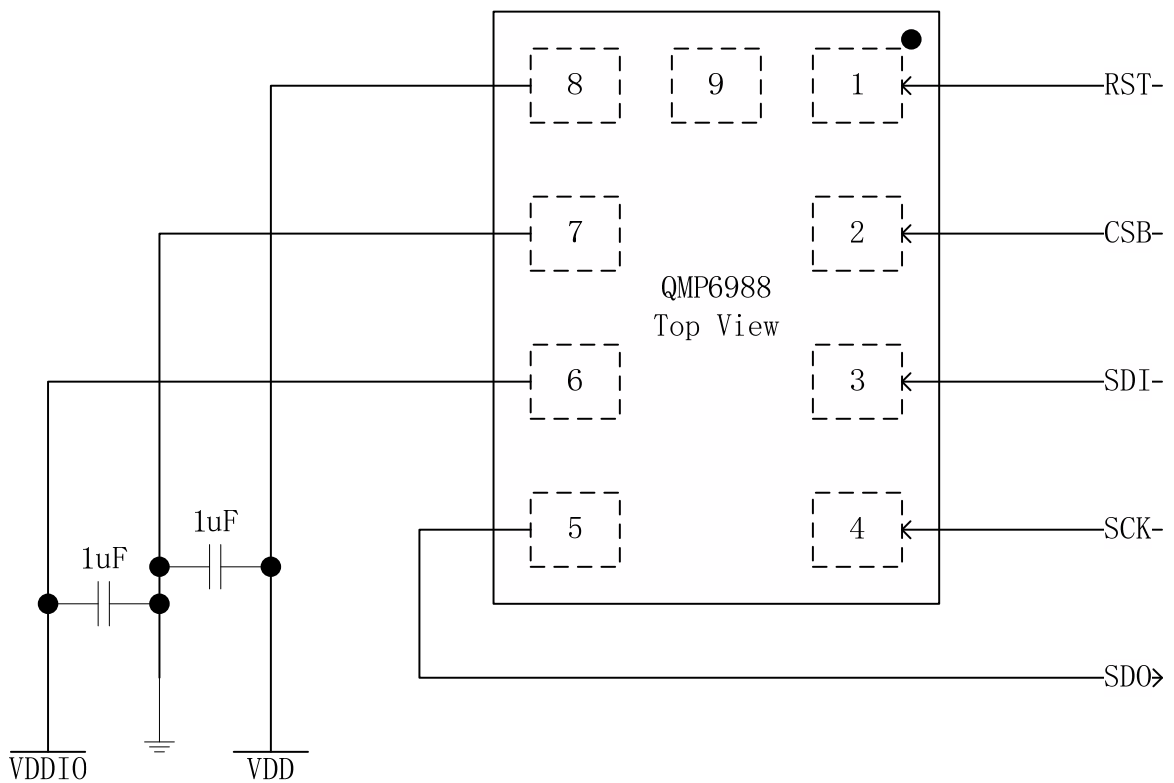 8 9 1 RST
7 2 CSB
QMP6988
Top View
6 3 SDI
1uF 5 4 SCK
1uF
SDO
VDDIO VDD